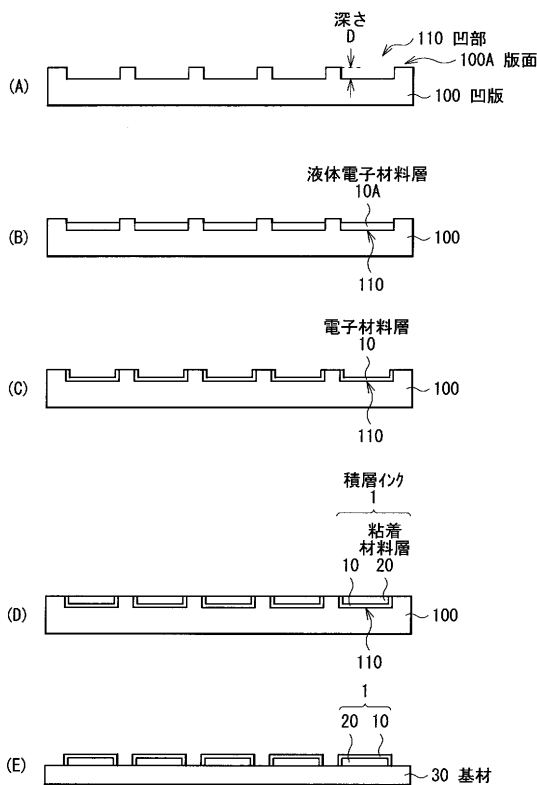 深さ
D
110 凹部
100A 版面
(A)
100 凹版
液体電子材料層
10A
(B)
100
110
電子材料層
10
(C)
100
110
積層インク
1
粘着
材料層
10 20
(D)
100
110
1
20 10
(E)
30 基材